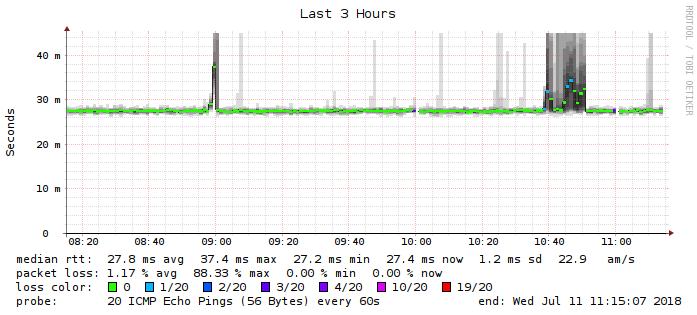 Last 3 Hours
RRDTOOL / TOBI OETIKER
Seconds
40 m
30 m
20 m
10 m
0
08:20 08:40 09:00 09:20 09:40 10:00 10:20 10:40 11:00
median rtt: 27.8 ms avg 37.4 ms max 27.2 ms min 27.4 ms now 1.2 ms sd 22.9 am/s
packet loss: 1.17 % avg 88.33 % max 0.00 % min 0.00 % now
loss color: 0 1/20 2/20 3/20 4/20 10/20 19/20
probe: 20 ICMP Echo Pings (56 Bytes) every 60s end: Wed Jul 11 11:15:07 2018